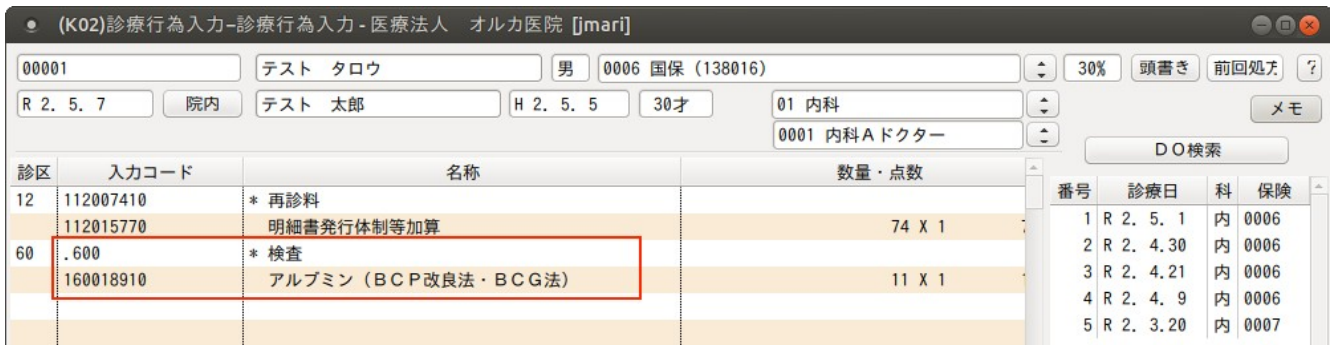 (K02)診療行為入力–診療行為入力 - 医療法人　オルカ医院 [jmari]
00001 テスト　タロウ 男 0006 国保 (138016) 30% 頭書き 前回処方 ?
R 2. 5. 7 院内 テスト　太郎 H 2. 5. 5 30才 01 内科 メモ
0001 内科Aドクター
DO検索
診区 入力コード 名称 数量・点数
番号 診療日 科 保険
12 112007410 * 再診料
112015770 明細書発行体制等加算 74 X 1
60 .600 * 検査
160018910 アルブミン（BCP改良法・BCG法） 11 X 1
1 R 2. 5. 1 内 0006
2 R 2. 4.30 内 0006
3 R 2. 4.21 内 0006
4 R 2. 4. 9 内 0006
5 R 2. 3.20 内 0007